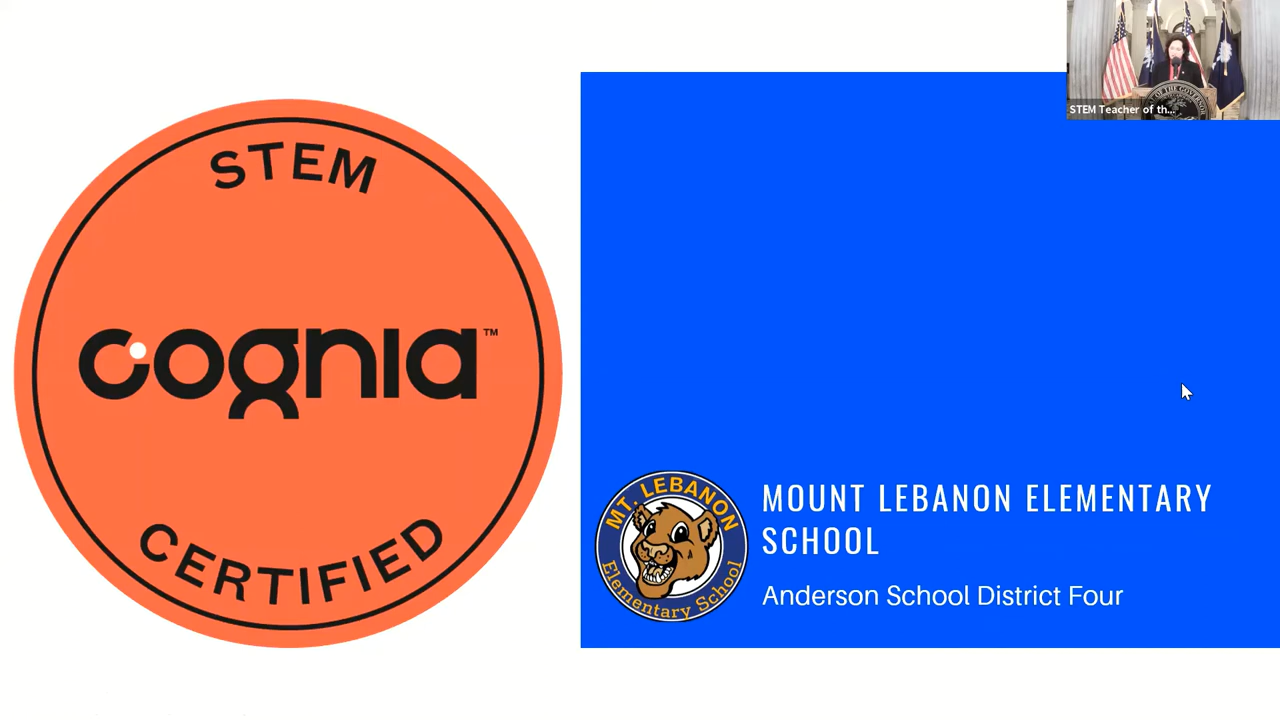 STEM
cognia™
CERTIFIED
STEM Teacher of th...
MT. LEBANON
Elementary School
MOUNT LEBANON ELEMENTARY
SCHOOL
Anderson School District Four